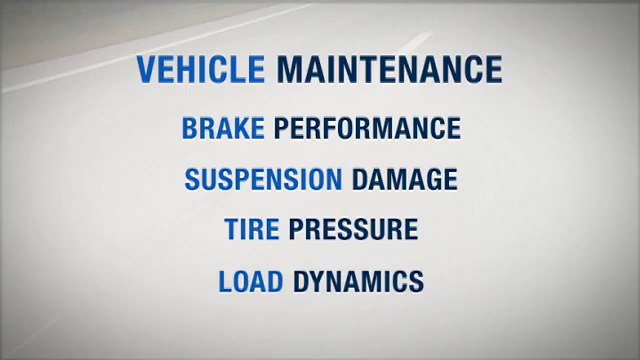 VEHICLE MAINTENANCE
BRAKE PERFORMANCE
SUSPENSION DAMAGE
TIRE PRESSURE
LOAD DYNAMICS